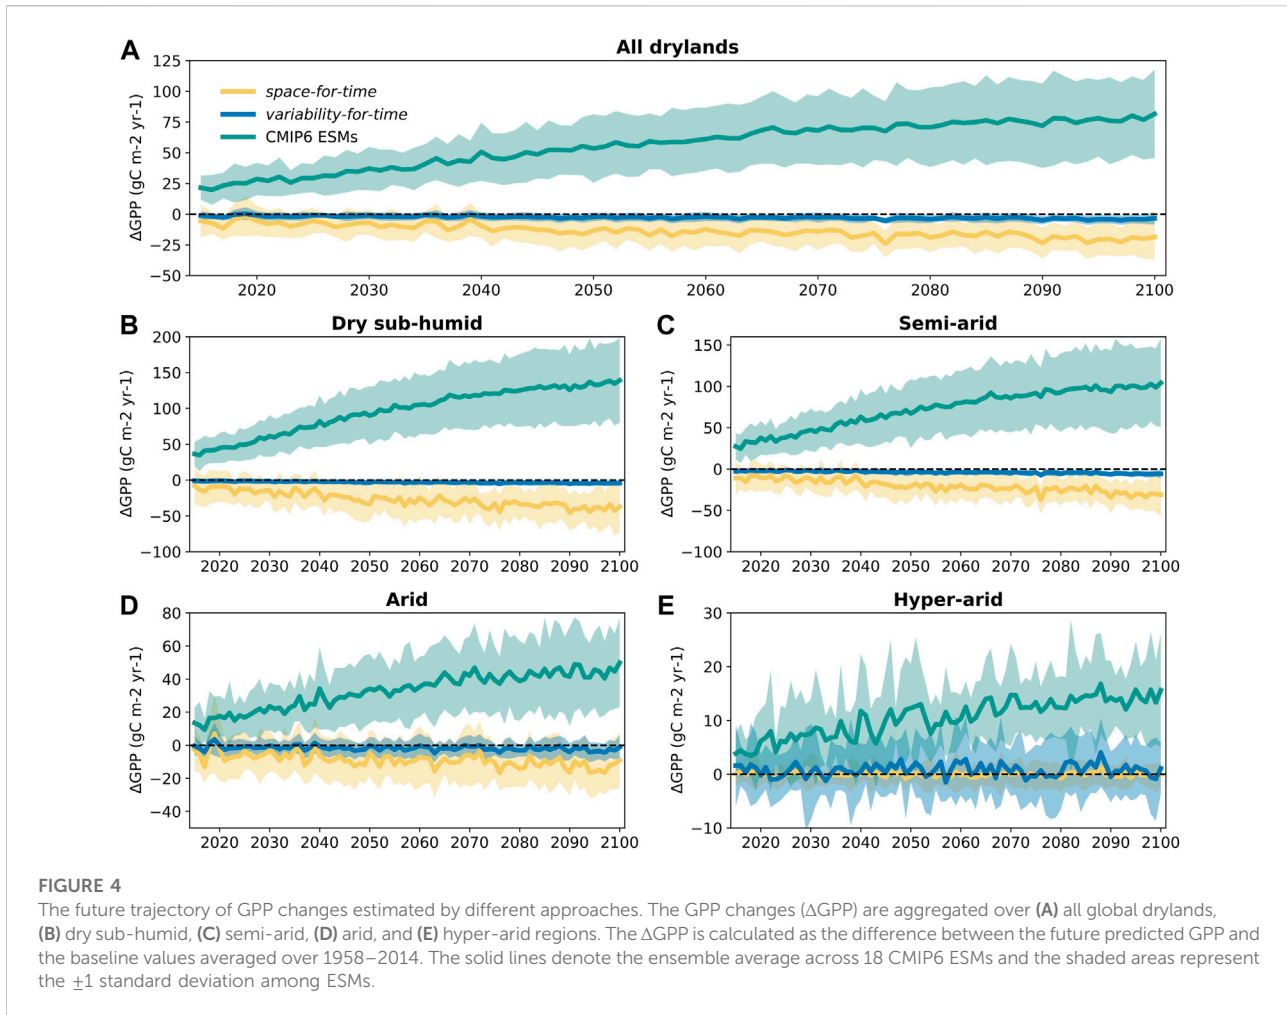 A
All drylands
125
100
75
50
25
0
−25
−50
ΔGPP (gC m-2 yr-1)
space-for-time
variability-for-time
CMIP6 ESMs
2020 2030 2040 2050 2060 2070 2080 2090 2100
B
Dry sub-humid
200
150
100
50
0
−50
−100
ΔGPP (gC m-2 yr-1)
2020 2030 2040 2050 2060 2070 2080 2090 2100
C
Semi-arid
150
100
50
0
−50
−100
ΔGPP (gC m-2 yr-1)
2020 2030 2040 2050 2060 2070 2080 2090 2100
D
Arid
80
60
40
20
0
−20
−40
ΔGPP (gC m-2 yr-1)
2020 2030 2040 2050 2060 2070 2080 2090 2100
E
Hyper-arid
30
20
10
0
−10
ΔGPP (gC m-2 yr-1)
2020 2030 2040 2050 2060 2070 2080 2090 2100
FIGURE 4
The future trajectory of GPP changes estimated by different approaches. The GPP changes (ΔGPP) are aggregated over (A) all global drylands,
(B) dry sub-humid, (C) semi-arid, (D) arid, and (E) hyper-arid regions. The ΔGPP is calculated as the difference between the future predicted GPP and
the baseline values averaged over 1958–2014. The solid lines denote the ensemble average across 18 CMIP6 ESMs and the shaded areas represent
the ±1 standard deviation among ESMs.